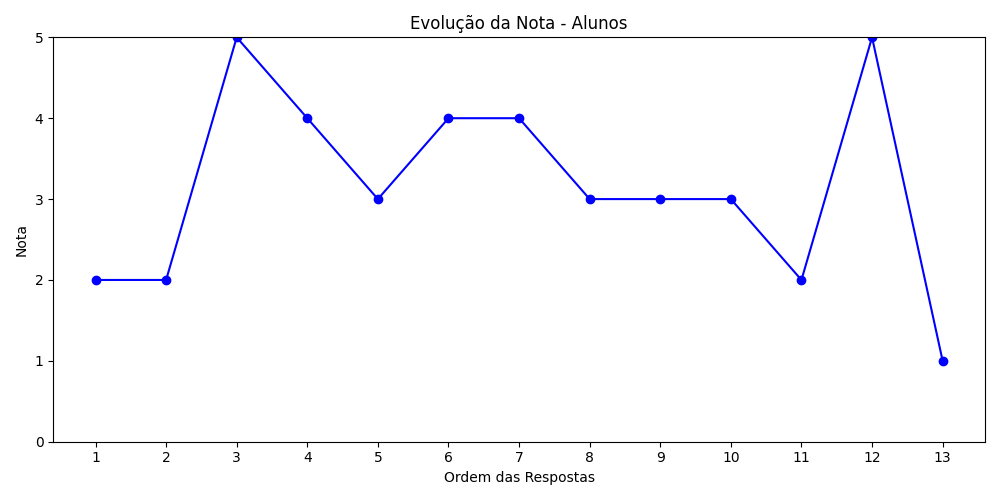 Evolução da Nota - Alunos
5
4
3
2
1
0
Nota
1 2 3 4 5 6 7 8 9 10 11 12 13
Ordem das Respostas